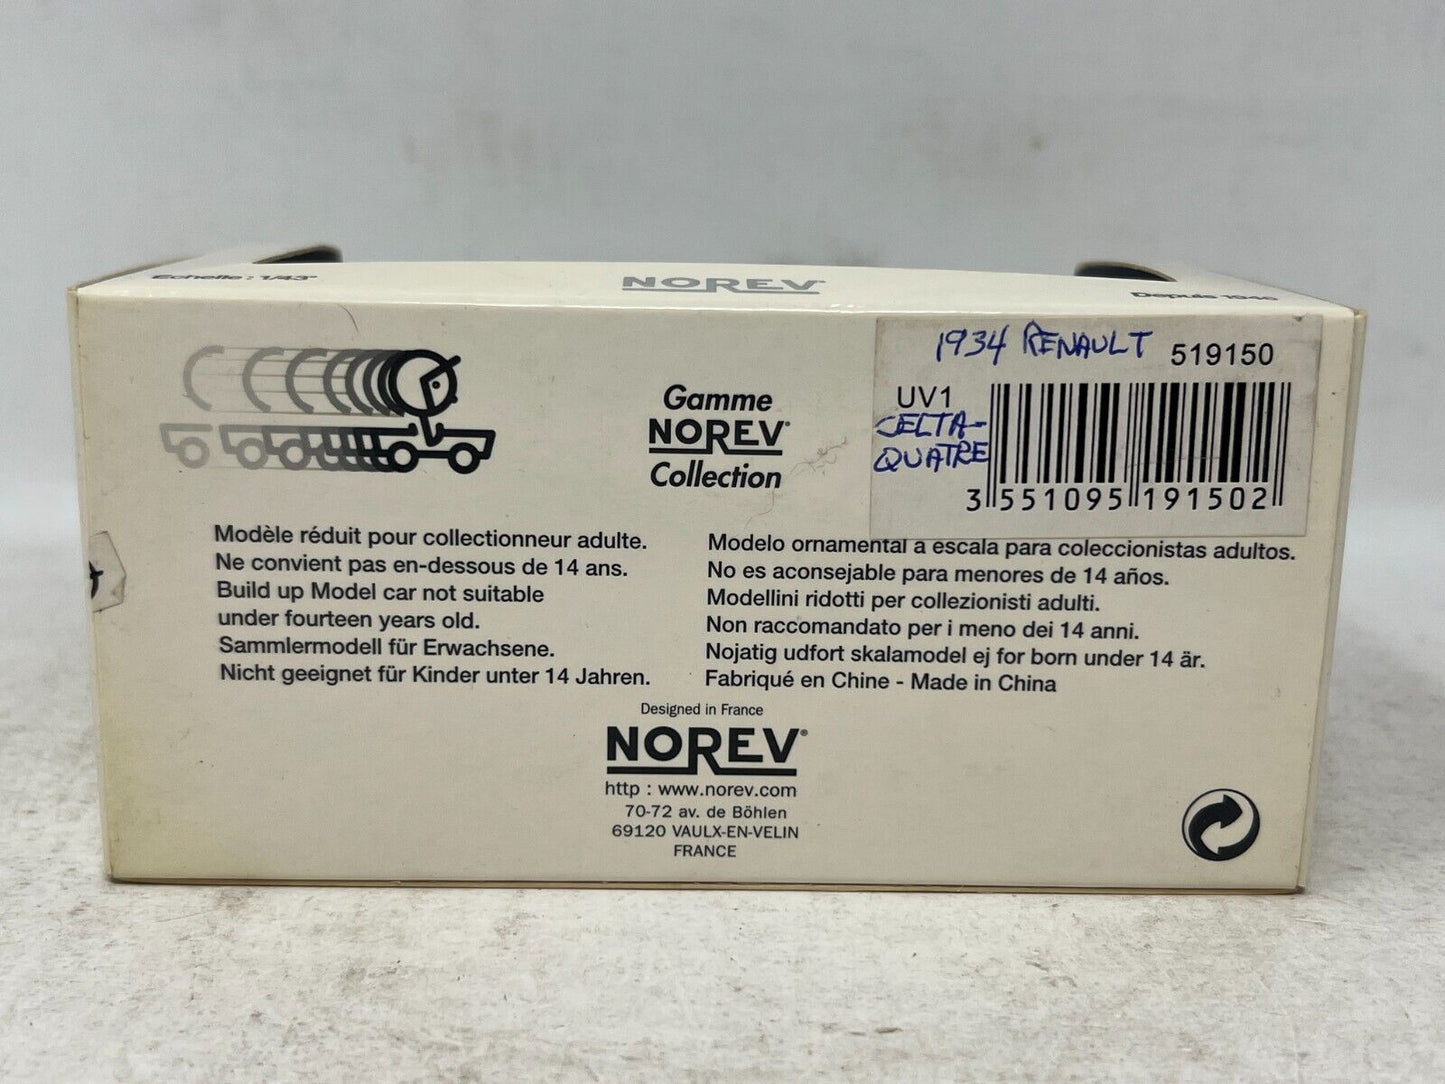 Echelle : 1/43e
NOREV®
Depuis 1946
Gamme
NOREV®
Collection
1934 RENAULT 519150
UV1
CELTA-
QUATRE
3 551095 191502
Modèle réduit pour collectionneur adulte.
Ne convient pas en-dessous de 14 ans.
Build up Model car not suitable
under fourteen years old.
Sammlermodell für Erwachsene.
Nicht geeignet für Kinder unter 14 Jahren.
Modelo ornamental a escala para coleccionistas adultos.
No es aconsejable para menores de 14 años.
Modellini ridotti per collezionisti adulti.
Non raccomandato per i meno dei 14 anni.
Nojatig udfort skalamodel ej for born under 14 är.
Fabriqué en Chine - Made in China
Designed in France
NOREV®
http : www.norev.com
70-72 av. de Böhlen
69120 VAULX-EN-VELIN
FRANCE